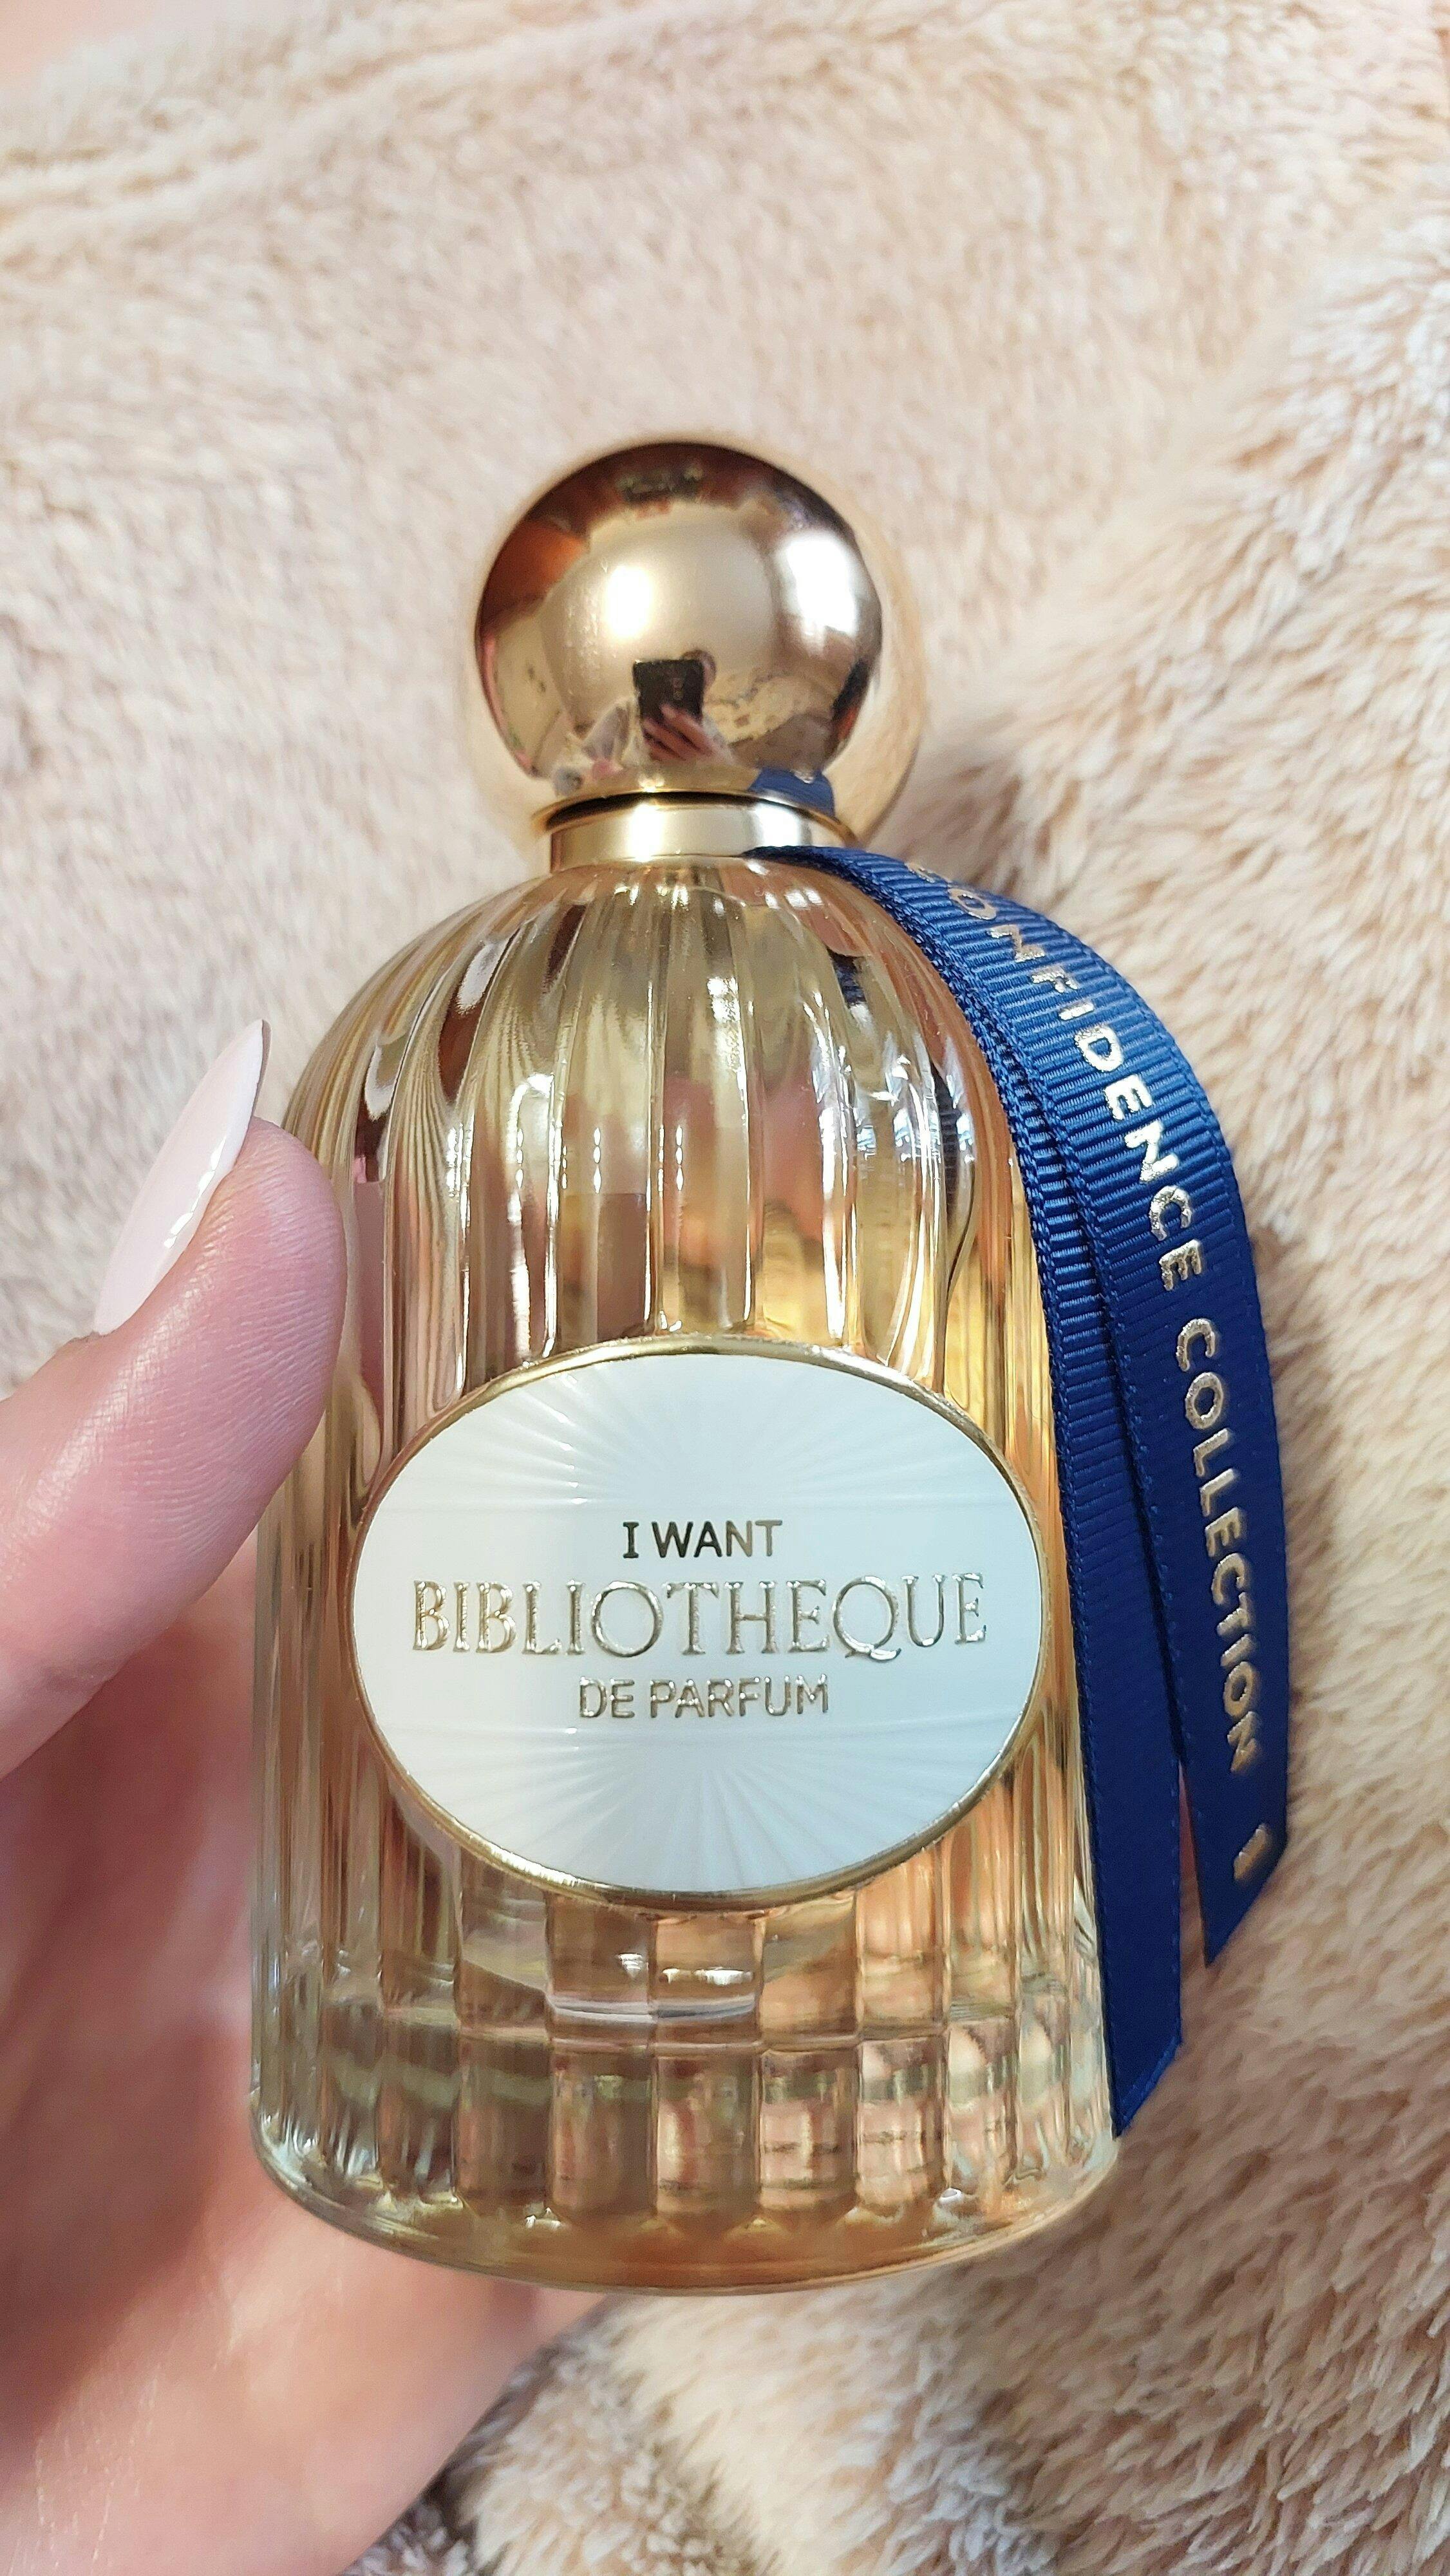 I WANT
BIBLIOTHEQUE
DE PARFUM
CONFIDENCE COLLECTION